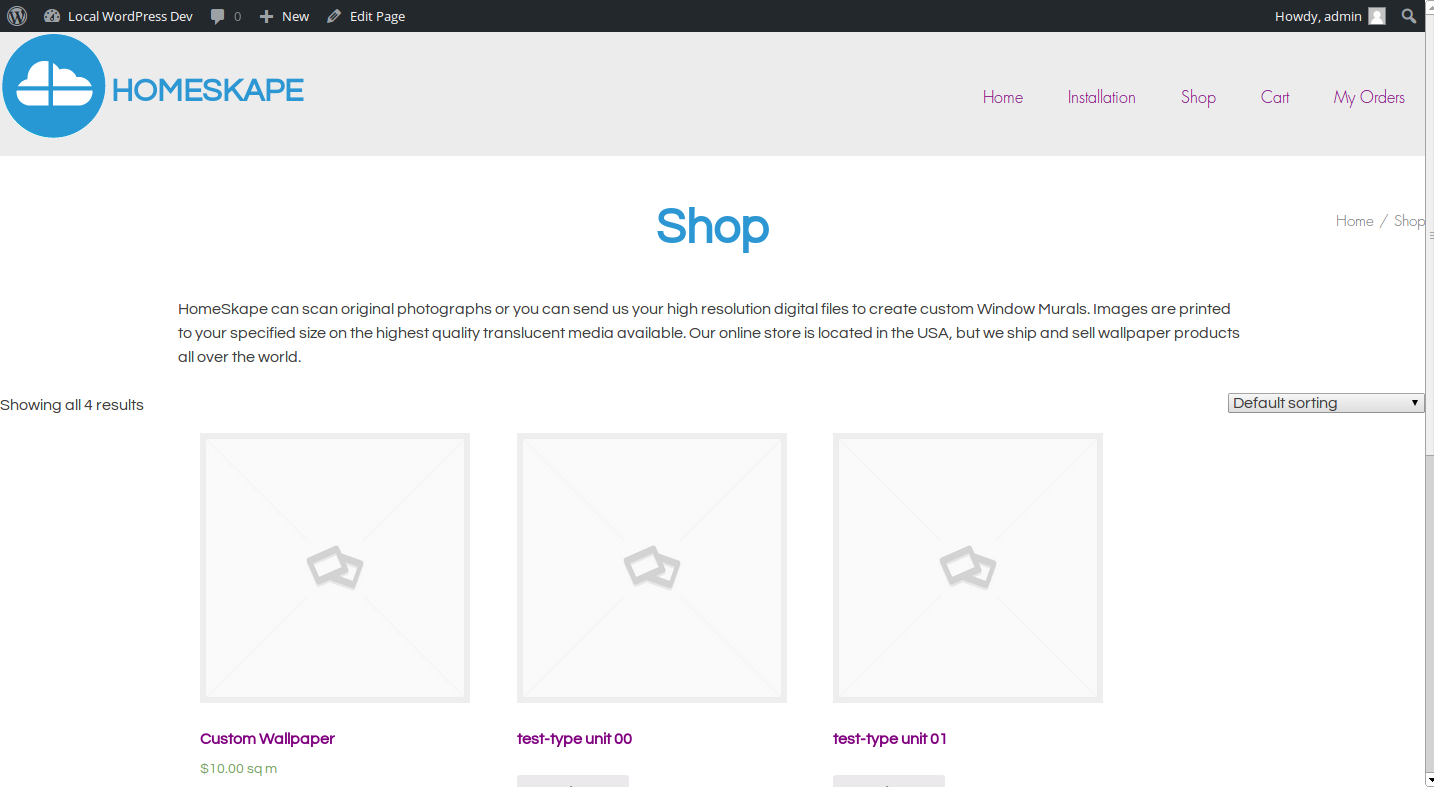 Local WordPress Dev 0 New Edit Page Howdy, admin
HOMESKAPE
Home Installation Shop Cart My Orders
Shop
Home / Shop
HomeSkape can scan original photographs or you can send us your high resolution digital files to create custom Window Murals. Images are printed
to your specified size on the highest quality translucent media available. Our online store is located in the USA, but we ship and sell wallpaper products
all over the world.
Showing all 4 results
Default sorting
Custom Wallpaper test-type unit 00 test-type unit 01
$10.00 sq m